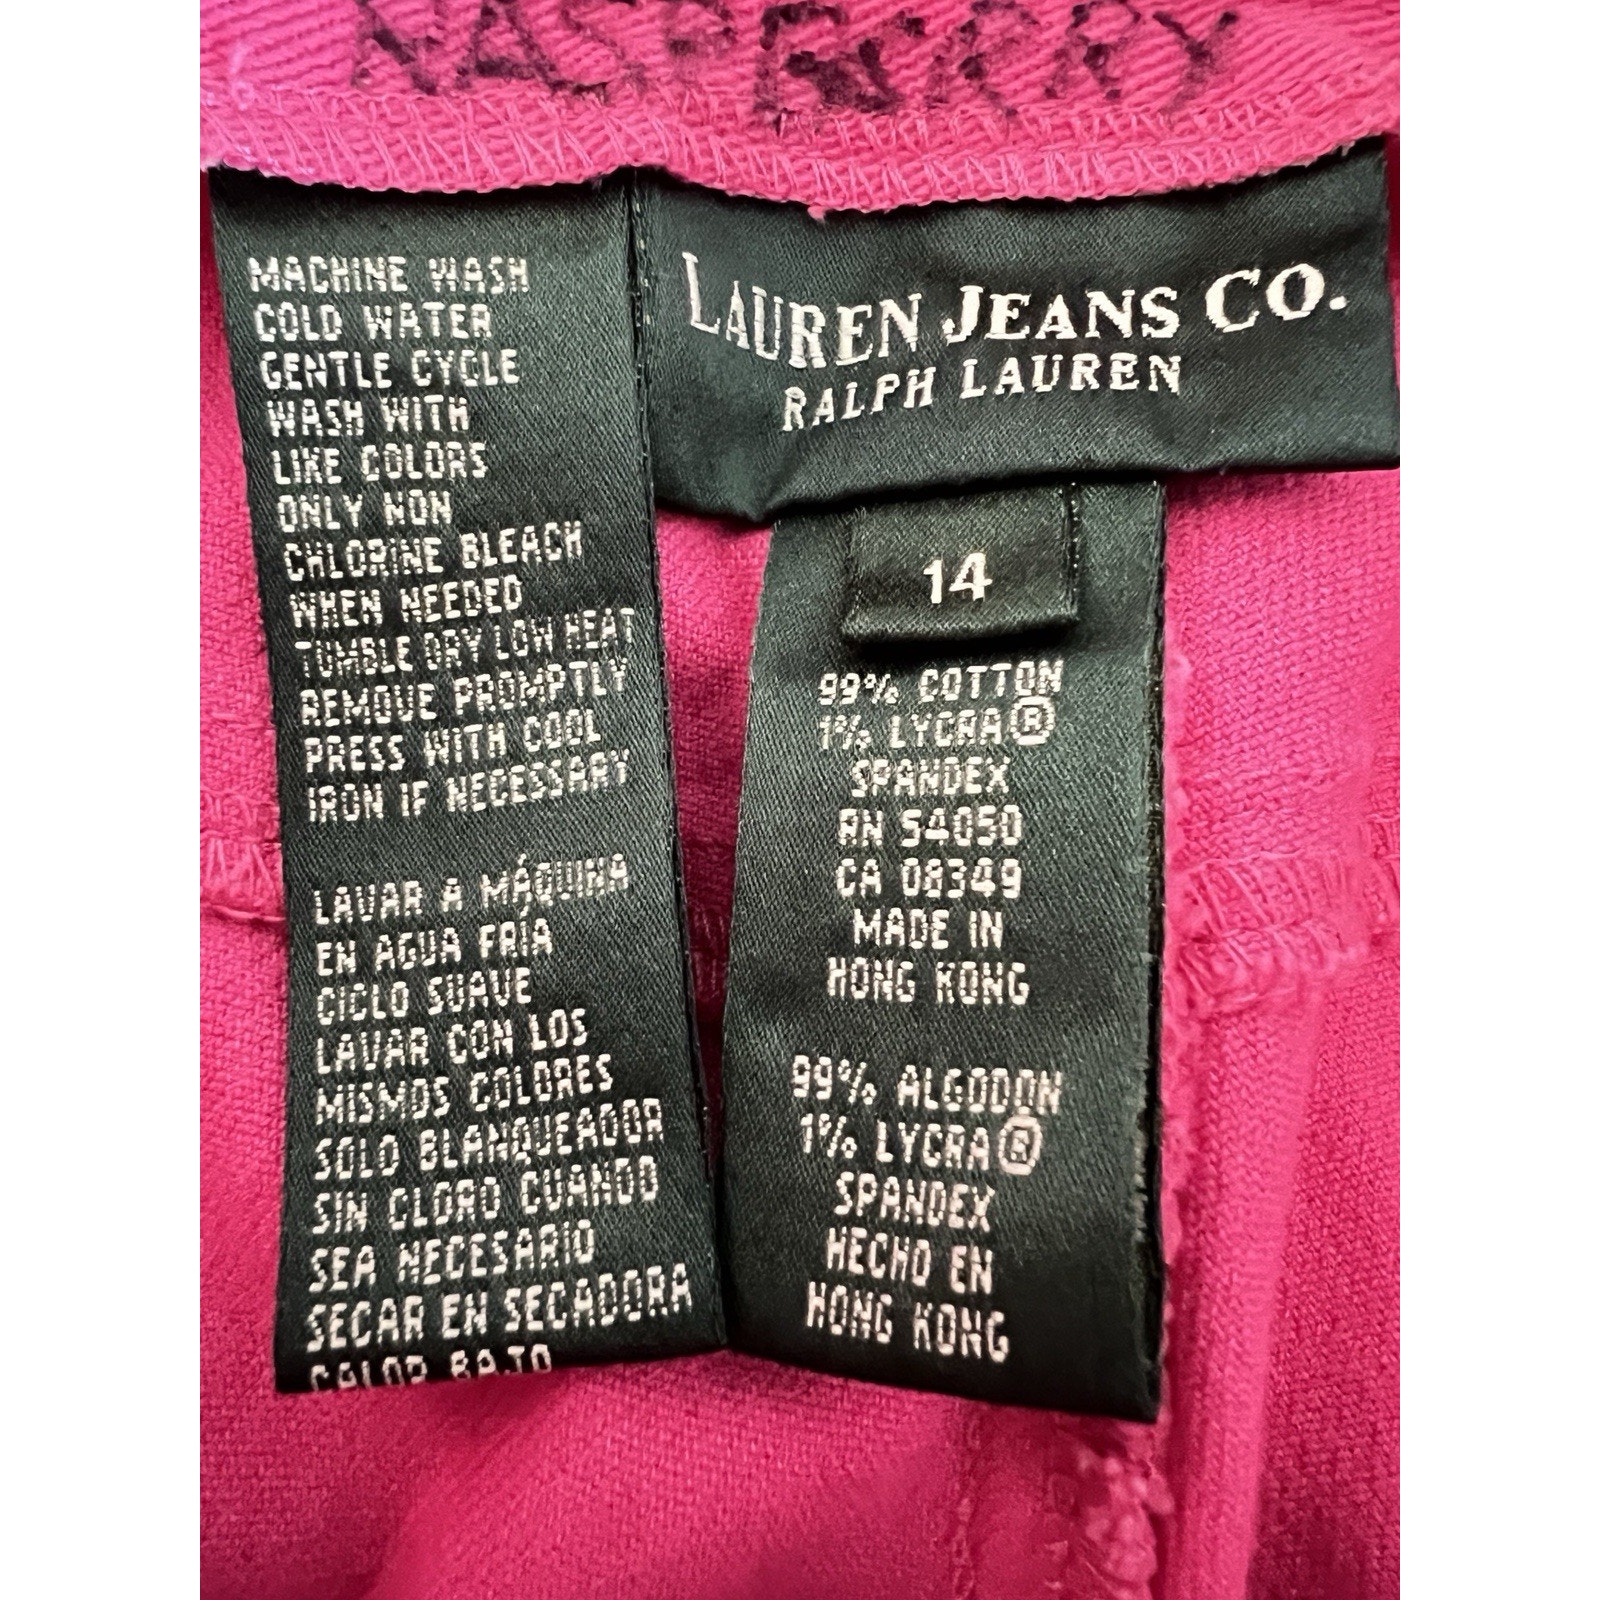 RASPBERRY
MACHINE WASH
COLD WATER
GENTLE CYCLE
WASH WITH
LIKE COLORS
ONLY NON
CHLORINE BLEACH
WHEN NEEDED
TUMBLE DRY LOW HEAT
REMOVE PROMPTLY
PRESS WITH COOL
IRON IF NECESSARY
LAVAR A MÁQUINA
EN AGUA FRÍA
CICLO SUAVE
LAVAR CON LOS
MISMOS COLORES
SOLO BLANQUEADOR
SIN CLORO CUANDO
SEA NECESARIO
SECAR EN SECADORA
CALOR BAJO
LAUREN JEANS CO.
RALPH LAUREN
14
99% COTTON
1% LYCRA®
SPANDEX
RN 54050
CA 08349
MADE IN
HONG KONG
99% ALGODON
1% LYCRA®
SPANDEX
HECHO EN
HONG KONG